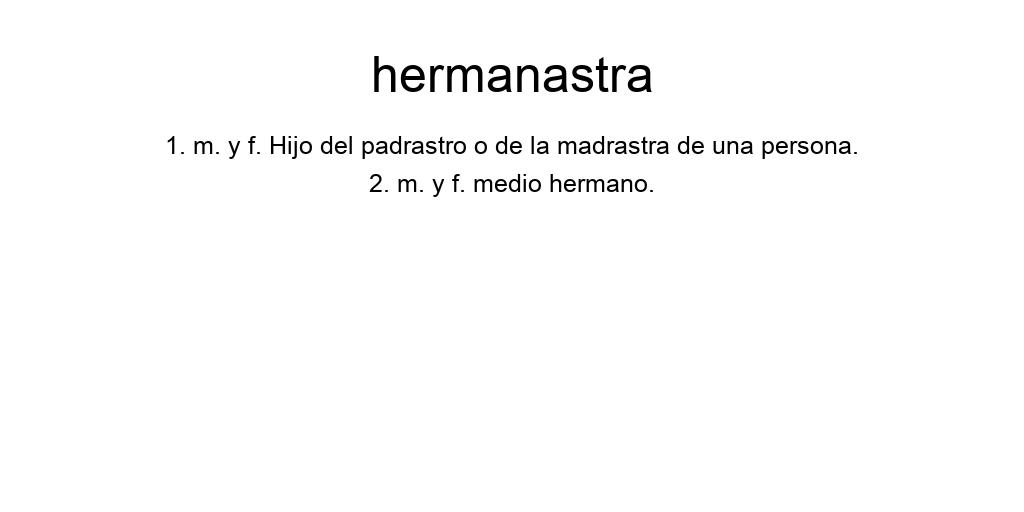 hermanastra
1. m. y f. Hijo del padrastro o de la madrastra de una persona.
2. m. y f. medio hermano.